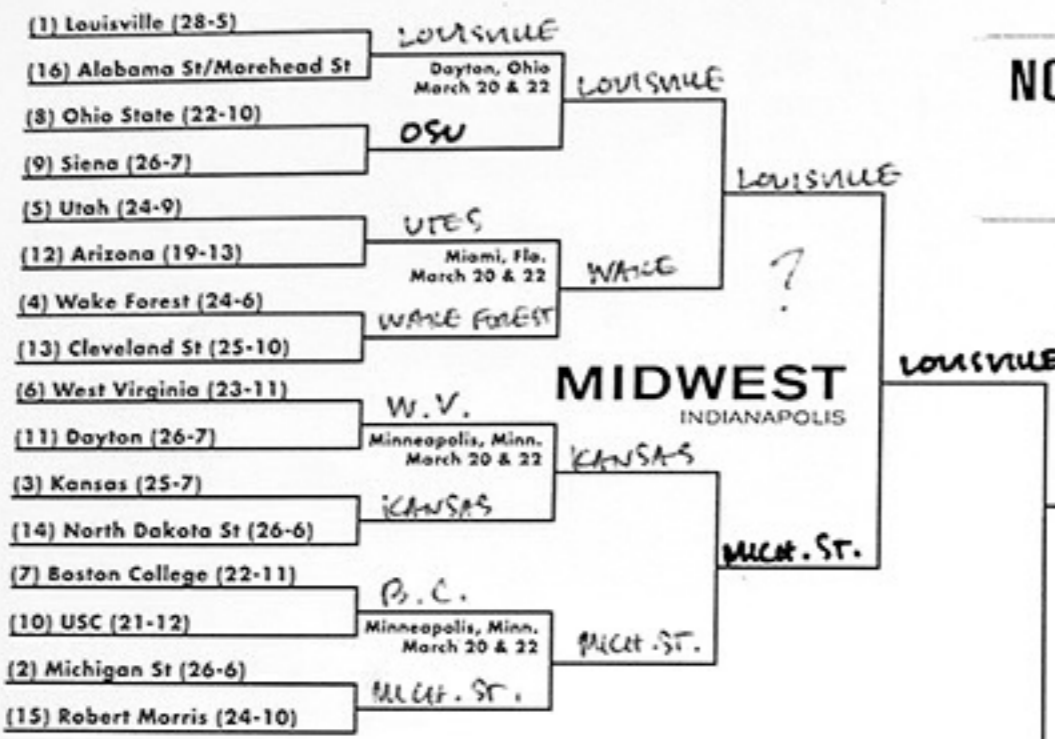 (1) Louisville (28-5)
LOUISVILLE
(16) Alabama St/Morehead St
Dayton, Ohio
March 20 & 22
LOUISVILLE
(8) Ohio State (22-10)
OSU
(9) Siena (26-7)
LOUISVILLE
(5) Utah (24-9)
UTES
(12) Arizona (19-13)
Miami, Fla.
March 20 & 22
WAKE
(4) Wake Forest (24-6)
WAKE FOREST
(13) Cleveland St (25-10)
?
MIDWEST
INDIANAPOLIS
LOUISVILLE
(6) West Virginia (23-11)
W.V.
(11) Dayton (26-7)
Minneapolis, Minn.
March 20 & 22
KANSAS
(3) Kansas (25-7)
KANSAS
(14) North Dakota St (26-6)
MICH. ST.
(7) Boston College (22-11)
B.C.
(10) USC (21-12)
Minneapolis, Minn.
March 20 & 22
MICH. ST.
(2) Michigan St (26-6)
MICH. ST.
(15) Robert Morris (24-10)